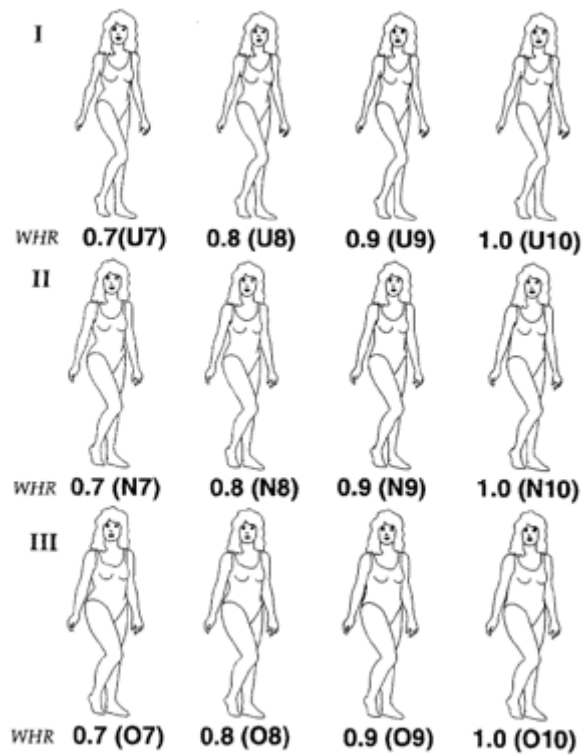 I
WHR 0.7(U7) 0.8 (U8) 0.9 (U9) 1.0 (U10)
II
WHR 0.7 (N7) 0.8 (N8) 0.9 (N9) 1.0 (N10)
III
WHR 0.7 (O7) 0.8 (O8) 0.9 (O9) 1.0 (O10)